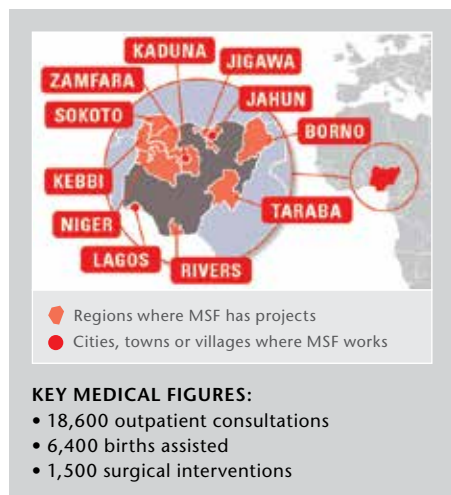 KADUNA
JIGAWA
ZAMFARA
JAHUN
SOKOTO
BORNO
KEBBI
TARABA
NIGER
LAGOS
RIVERS
Regions where MSF has projects
Cities, towns or villages where MSF works
KEY MEDICAL FIGURES:
• 18,600 outpatient consultations
• 6,400 births assisted
• 1,500 surgical interventions